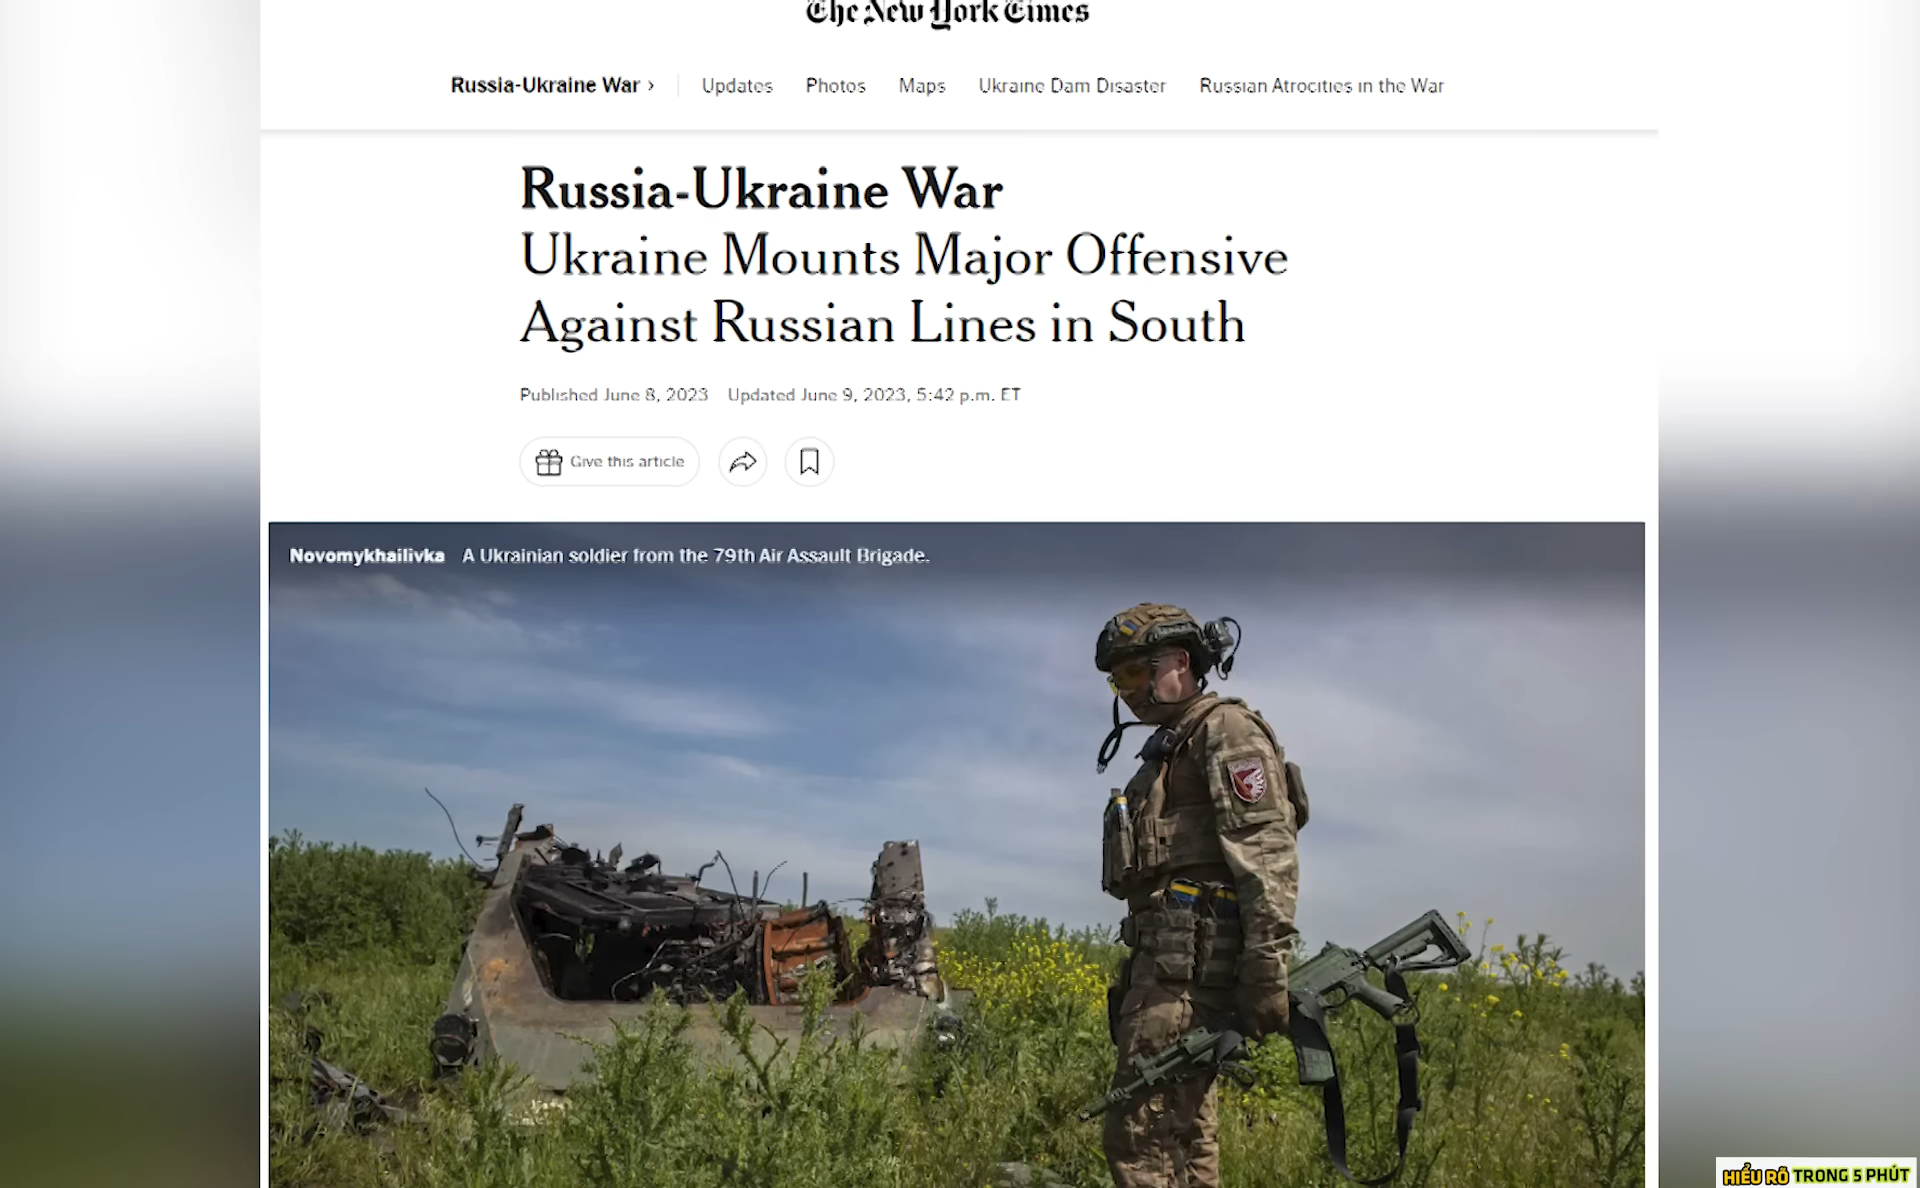 The New York Times
Russia-Ukraine War › Updates Photos Maps Ukraine Dam Disaster Russian Atrocities in the War
Russia-Ukraine War
Ukraine Mounts Major Offensive
Against Russian Lines in South
Published June 8, 2023 Updated June 9, 2023, 5:42 p.m. ET
Give this article
Novomykhailivka A Ukrainian soldier from the 79th Air Assault Brigade.
HIỂU RÕ TRONG 5 PHÚT